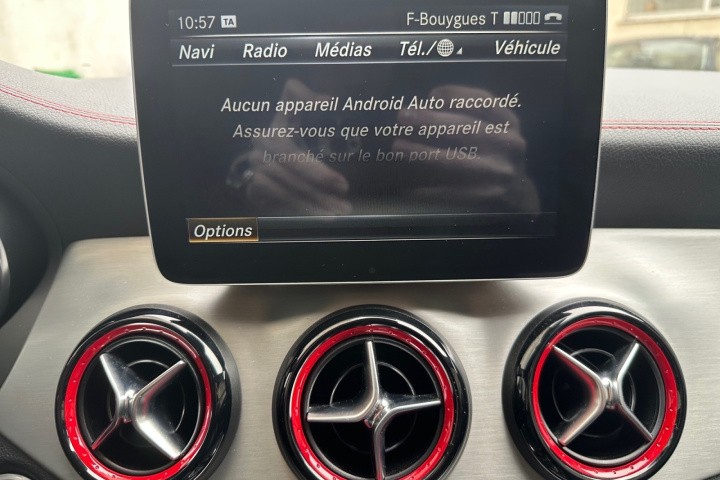 10:57 TA F-Bouygues T
Navi Radio Médias Tél./ Véhicule
Aucun appareil Android Auto raccordé.
Assurez-vous que votre appareil est
branché sur le bon port USB.
Options